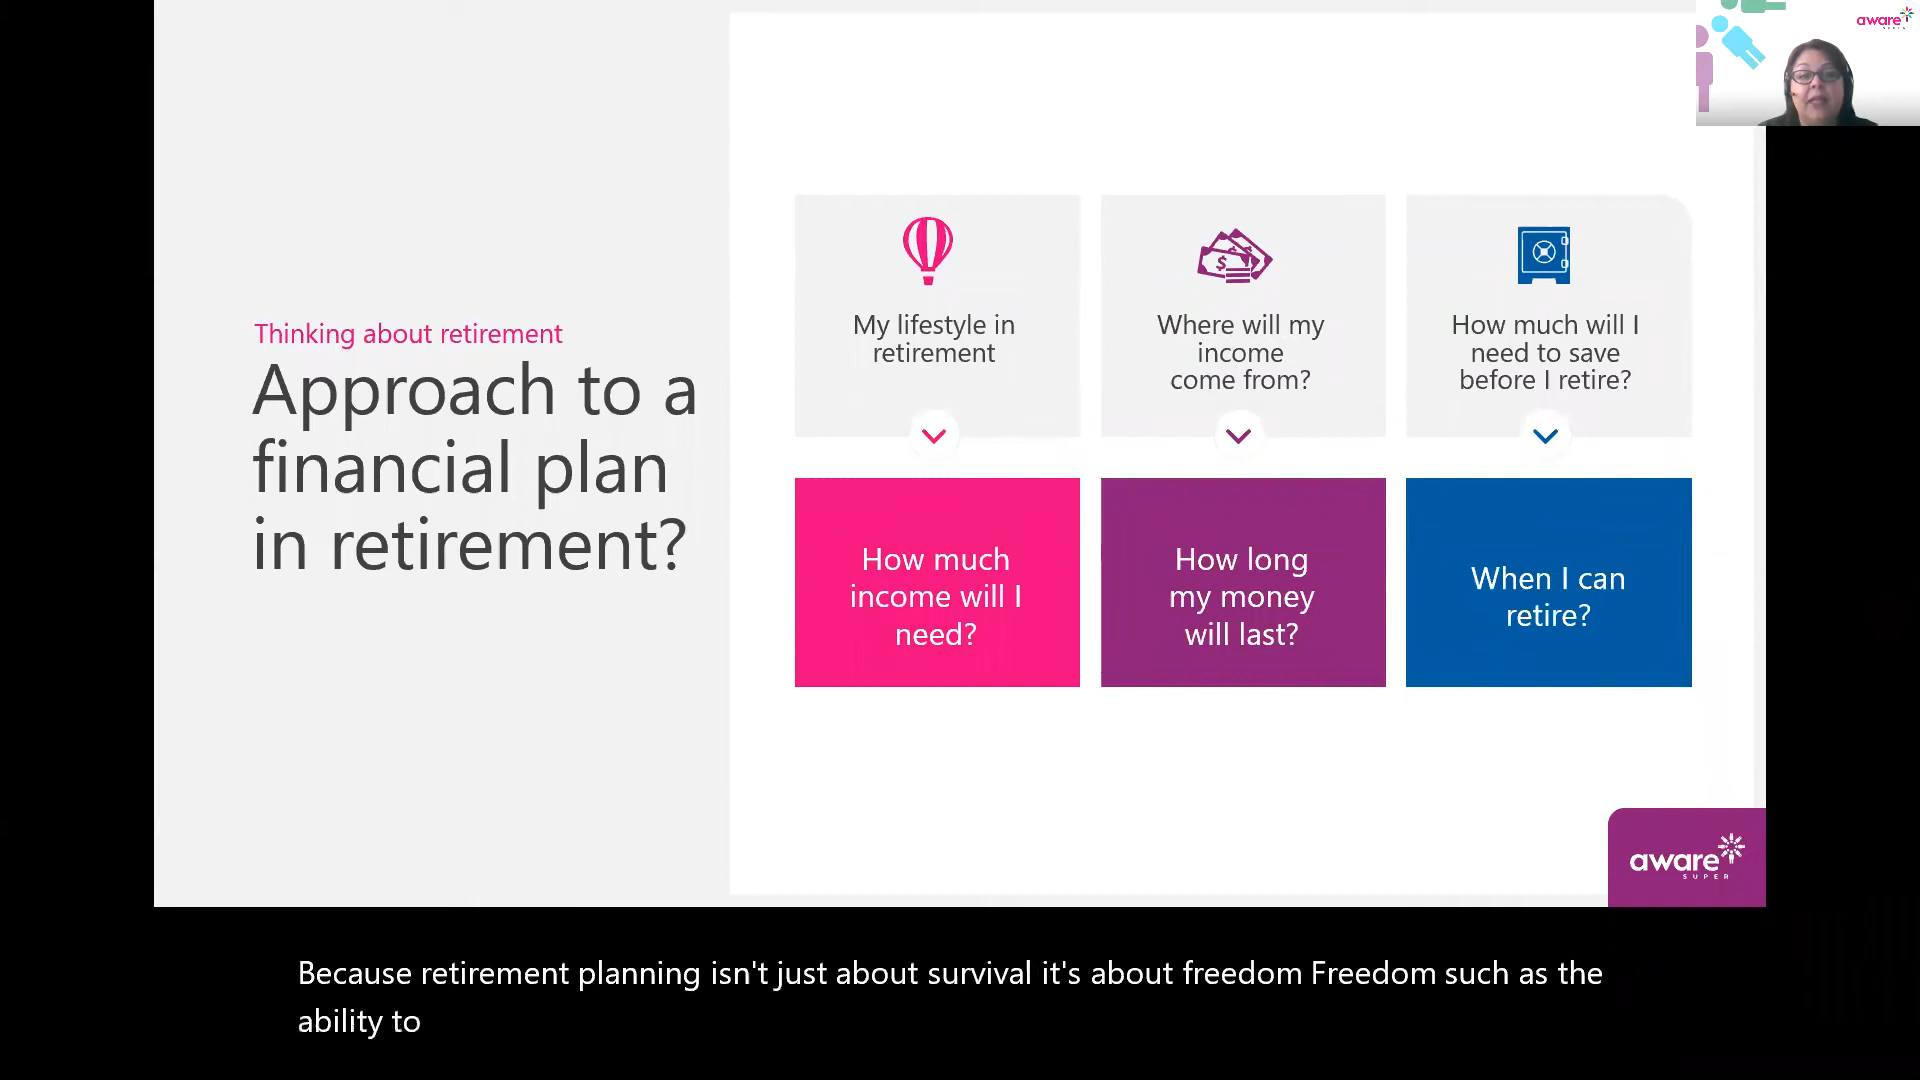 aware
SUPER
Thinking about retirement
Approach to a
financial plan
in retirement?
My lifestyle in
retirement
Where will my
income
come from?
How much will I
need to save
before I retire?
How much
income will I
need?
How long
my money
will last?
When I can
retire?
aware
SUPER
Because retirement planning isn't just about survival it's about freedom Freedom such as the
ability to